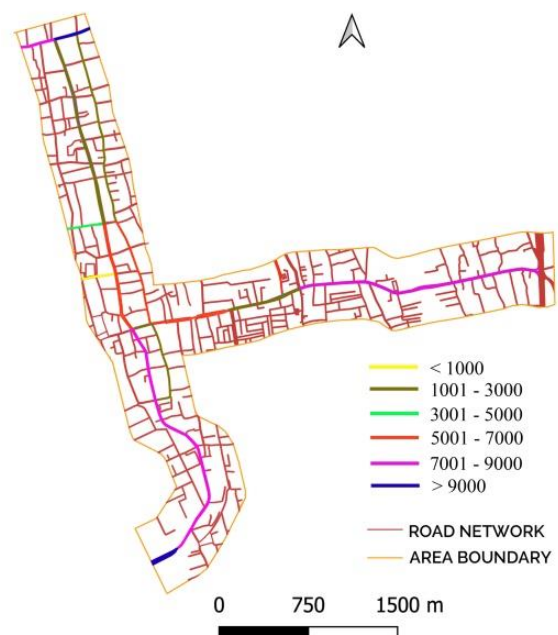 < 1000
1001 - 3000
3001 - 5000
5001 - 7000
7001 - 9000
> 9000
ROAD NETWORK
AREA BOUNDARY
0 750 1500 m